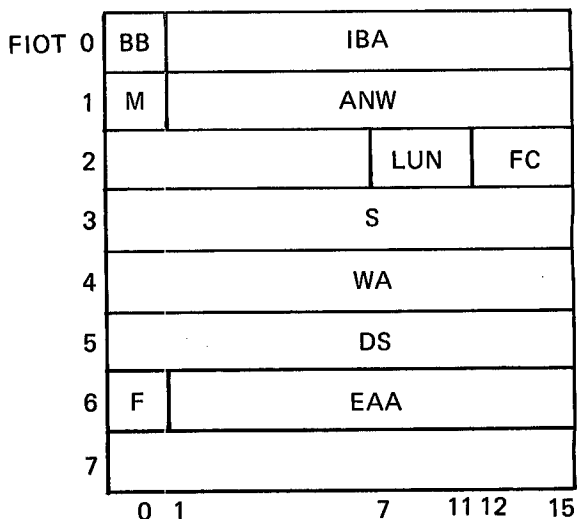 FIOT 0 BB IBA
1 M ANW
2 LUN FC
3 S
4 WA
5 DS
6 F EAA
7
0 1 7 11 12 15